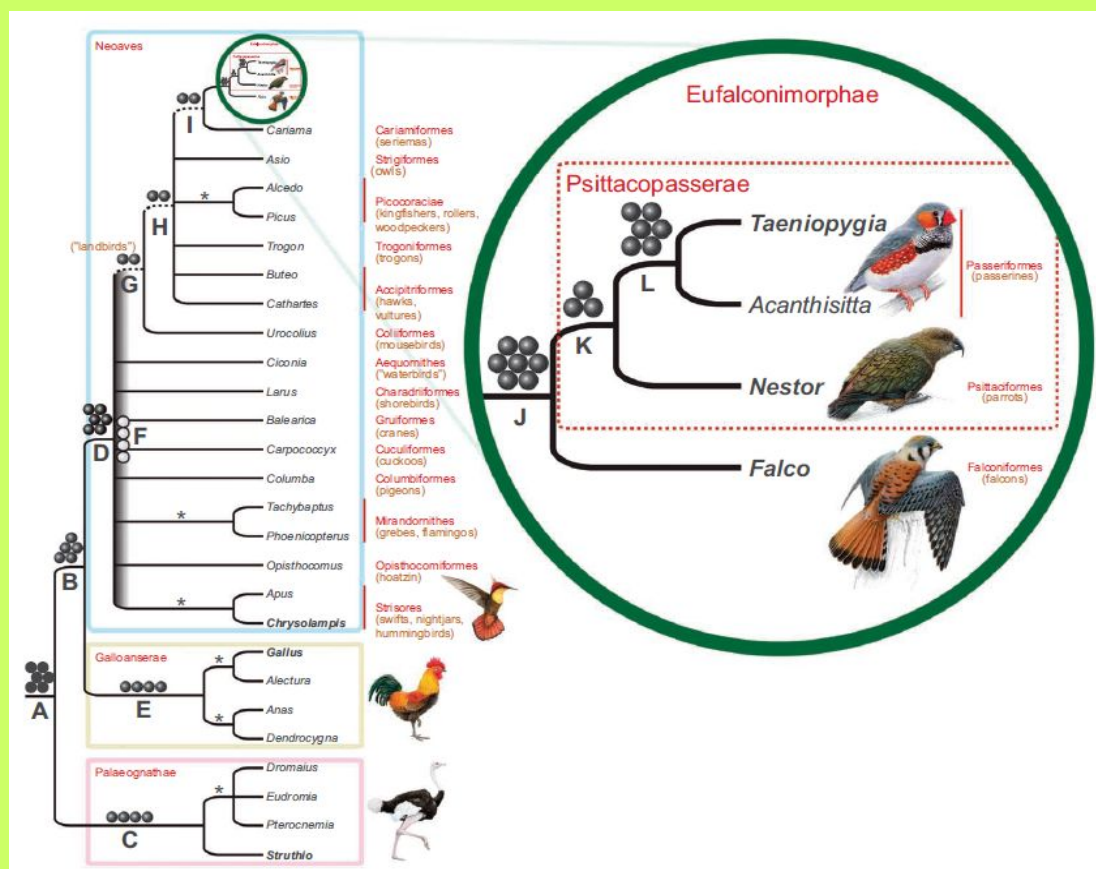 Neoaves
I
Cariama
Cariamiformes
(seriemas)
Asio
Strigiformes
(owls)
*
Alcedo
Picus
Picocoraciae
(kingfishers, rollers,
woodpeckers)
H
("landbirds")
G
Trogon
Trogoniformes
(trogons)
Buteo
Cathartes
Accipitriformes
(hawks,
vultures)
Urocolius
Coliiformes
(mousebirds)
Ciconia
Aequornithes
("waterbirds")
Larus
Charadriiformes
(shorebirds)
D
F
Balearica
Gruiformes
(cranes)
Carpococcyx
Cuculiformes
(cuckoos)
Columba
Columbiformes
(pigeons)
*
Tachybaptus
Phoenicopterus
Mirandornithes
(grebes, flamingos)
B
Opisthocomus
Opisthocomiformes
(hoatzin)
*
Apus
Chrysolampis
Strisores
(swifts, nightjars,
hummingbirds)
Galloanserae
E
*
Gallus
Alectura
*
Anas
Dendrocygna
A
Palaeognathae
C
*
Dromaius
Eudromia
Pterocnemia
Struthio
Eufalconimorphae
Psittacopasserae
Taeniopygia
L
Acanthisitta
Passeriformes
(passerines)
K
Nestor
Psittaciformes
(parrots)
J
Falco
Falconiformes
(falcons)